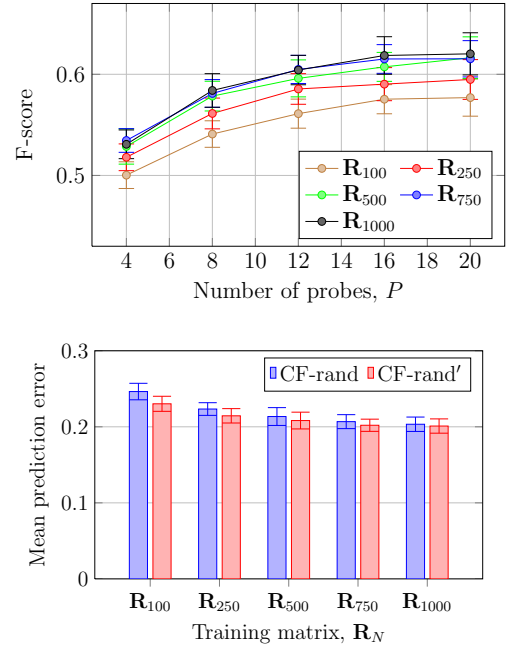 0.6
0.5
F-score
R100 R250
R500 R750
R1000
4 6 8 10 12 14 16 18 20
Number of probes, P
0.3
0.2
0.1
0
Mean prediction error
CF-rand CF-rand′
R100 R250 R500 R750 R1000
Training matrix, RN